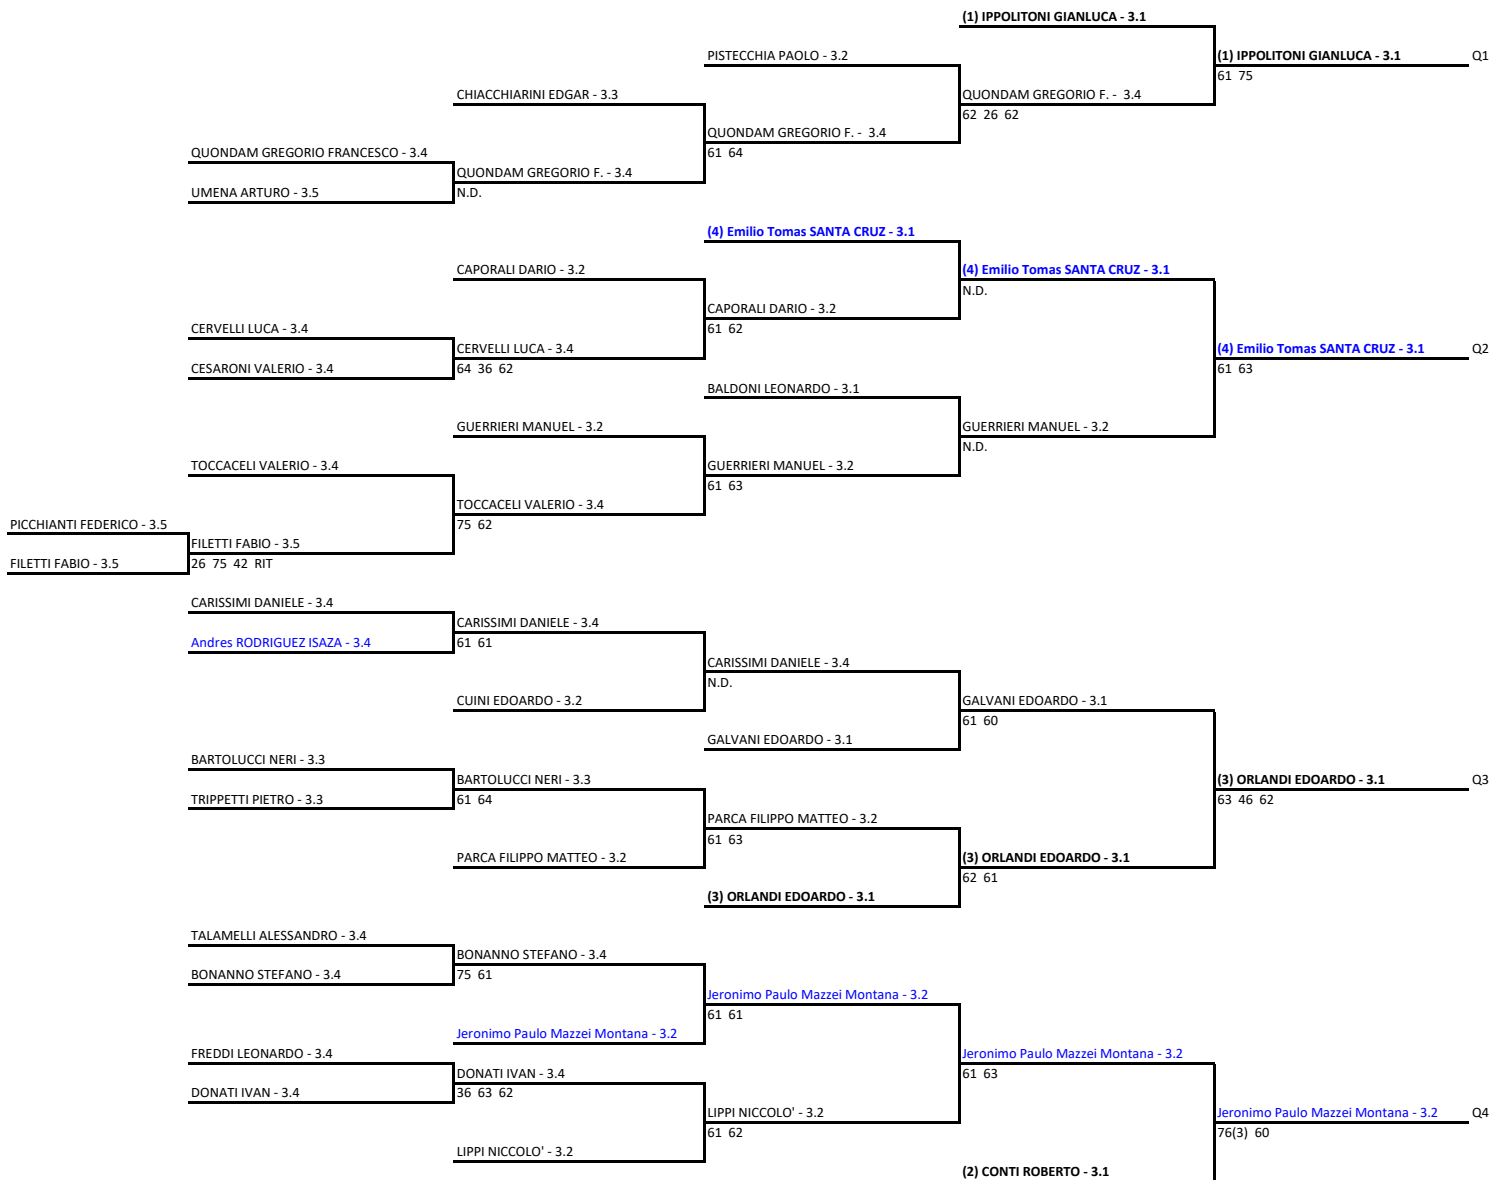 (1) IPPOLITONI GIANLUCA - 3.1
PISTECCHIA PAOLO - 3.2
(1) IPPOLITONI GIANLUCA - 3.1
Q1
61 75
CHIACCHIARINI EDGAR - 3.3
QUONDAM GREGORIO F. - 3.4
62 26 62
QUONDAM GREGORIO F. - 3.4
61 64
QUONDAM GREGORIO FRANCESCO - 3.4
QUONDAM GREGORIO F. - 3.4
UMENA ARTURO - 3.5
N.D.
(4) Emilio Tomas SANTA CRUZ - 3.1
CAPORALI DARIO - 3.2
(4) Emilio Tomas SANTA CRUZ - 3.1
N.D.
CAPORALI DARIO - 3.2
61 62
CERVELLI LUCA - 3.4
CERVELLI LUCA - 3.4
(4) Emilio Tomas SANTA CRUZ - 3.1
Q2
CESARONI VALERIO - 3.4
64 36 62
61 63
BALDONI LEONARDO - 3.1
GUERRIERI MANUEL - 3.2
GUERRIERI MANUEL - 3.2
N.D.
TOCCACELI VALERIO - 3.4
GUERRIERI MANUEL - 3.2
61 63
TOCCACELI VALERIO - 3.4
75 62
PICCHIANTI FEDERICO - 3.5
FILETTI FABIO - 3.5
FILETTI FABIO - 3.5
26 75 42 RIT
CARISSIMI DANIELE - 3.4
CARISSIMI DANIELE - 3.4
Andres RODRIGUEZ ISAZA - 3.4
61 61
CARISSIMI DANIELE - 3.4
N.D.
CUINI EDOARDO - 3.2
GALVANI EDOARDO - 3.1
61 60
GALVANI EDOARDO - 3.1
BARTOLUCCI NERI - 3.3
BARTOLUCCI NERI - 3.3
(3) ORLANDI EDOARDO - 3.1
Q3
TRIPPETTI PIETRO - 3.3
61 64
63 46 62
PARCA FILIPPO MATTEO - 3.2
61 63
PARCA FILIPPO MATTEO - 3.2
(3) ORLANDI EDOARDO - 3.1
62 61
(3) ORLANDI EDOARDO - 3.1
TALAMELLI ALESSANDRO - 3.4
BONANNO STEFANO - 3.4
BONANNO STEFANO - 3.4
75 61
Jeronimo Paulo Mazzei Montana - 3.2
61 61
Jeronimo Paulo Mazzei Montana - 3.2
FREDDI LEONARDO - 3.4
Jeronimo Paulo Mazzei Montana - 3.2
DONATI IVAN - 3.4
61 63
DONATI IVAN - 3.4
36 63 62
LIPPI NICCOLO' - 3.2
Jeronimo Paulo Mazzei Montana - 3.2
Q4
61 62
76(3) 60
LIPPI NICCOLO' - 3.2
(2) CONTI ROBERTO - 3.1